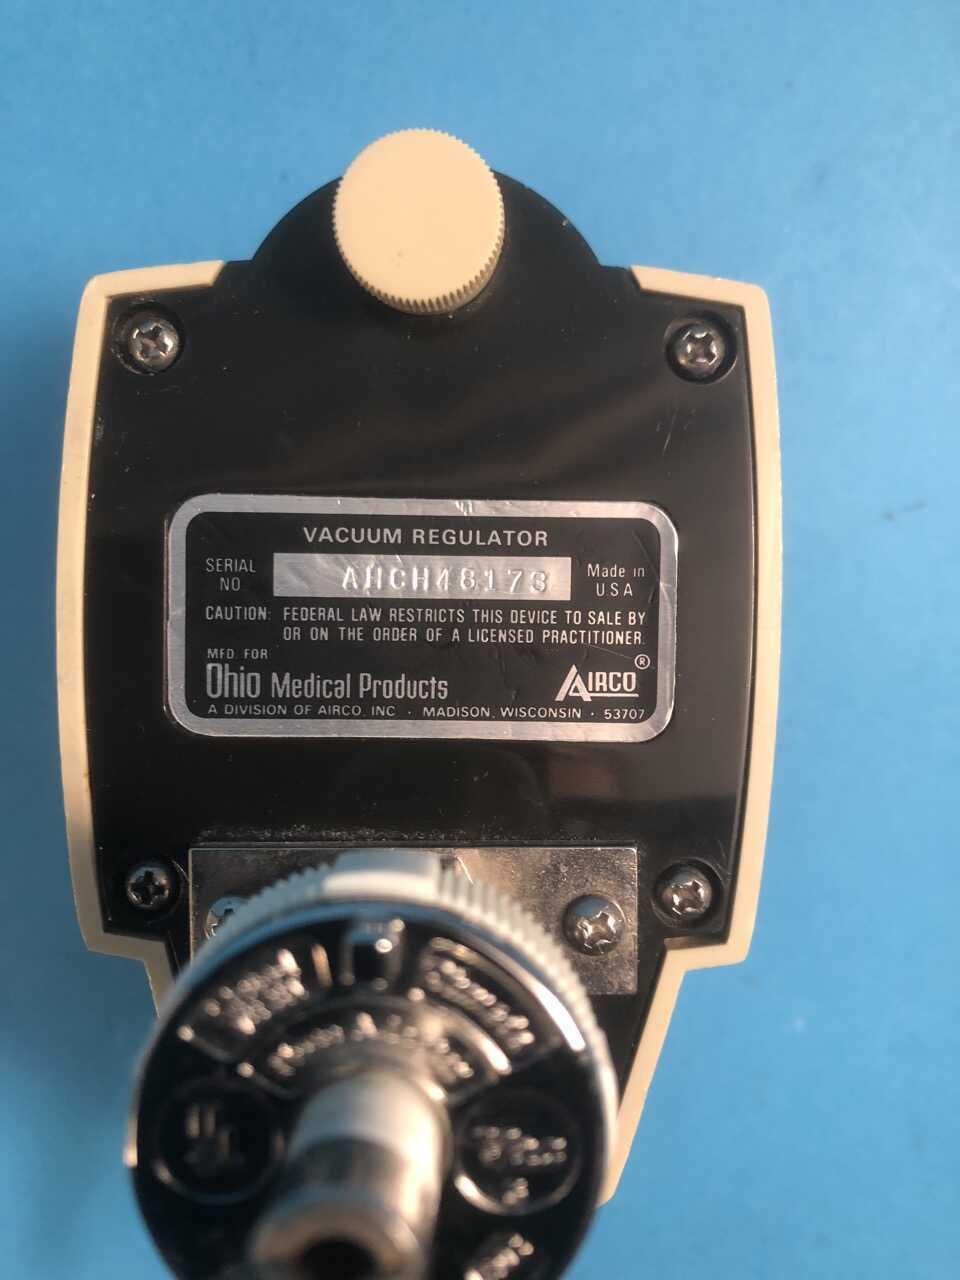 VACUUM REGULATOR
SERIAL NO
AHCH48173
Made in
U S A
CAUTION: FEDERAL LAW RESTRICTS THIS DEVICE TO SALE BY
OR ON THE ORDER OF A LICENSED PRACTITIONER.
MFD. FOR
Ohio Medical Products
AIRCO ®
A DIVISION OF AIRCO, INC · MADISON, WISCONSIN · 53707